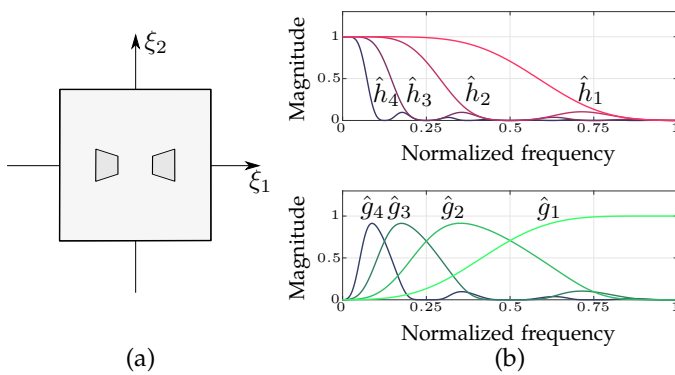 ξ₂
ξ₁
(a)
Magnitude
1
0.5
0
ĥ₄ ĥ₃ ĥ₂ ĥ₁
0 0.25 0.5 0.75 1
Normalized frequency
Magnitude
1
0.5
0
ĝ₄ ĝ₃ ĝ₂ ĝ₁
0 0.25 0.5 0.75 1
Normalized frequency
(b)